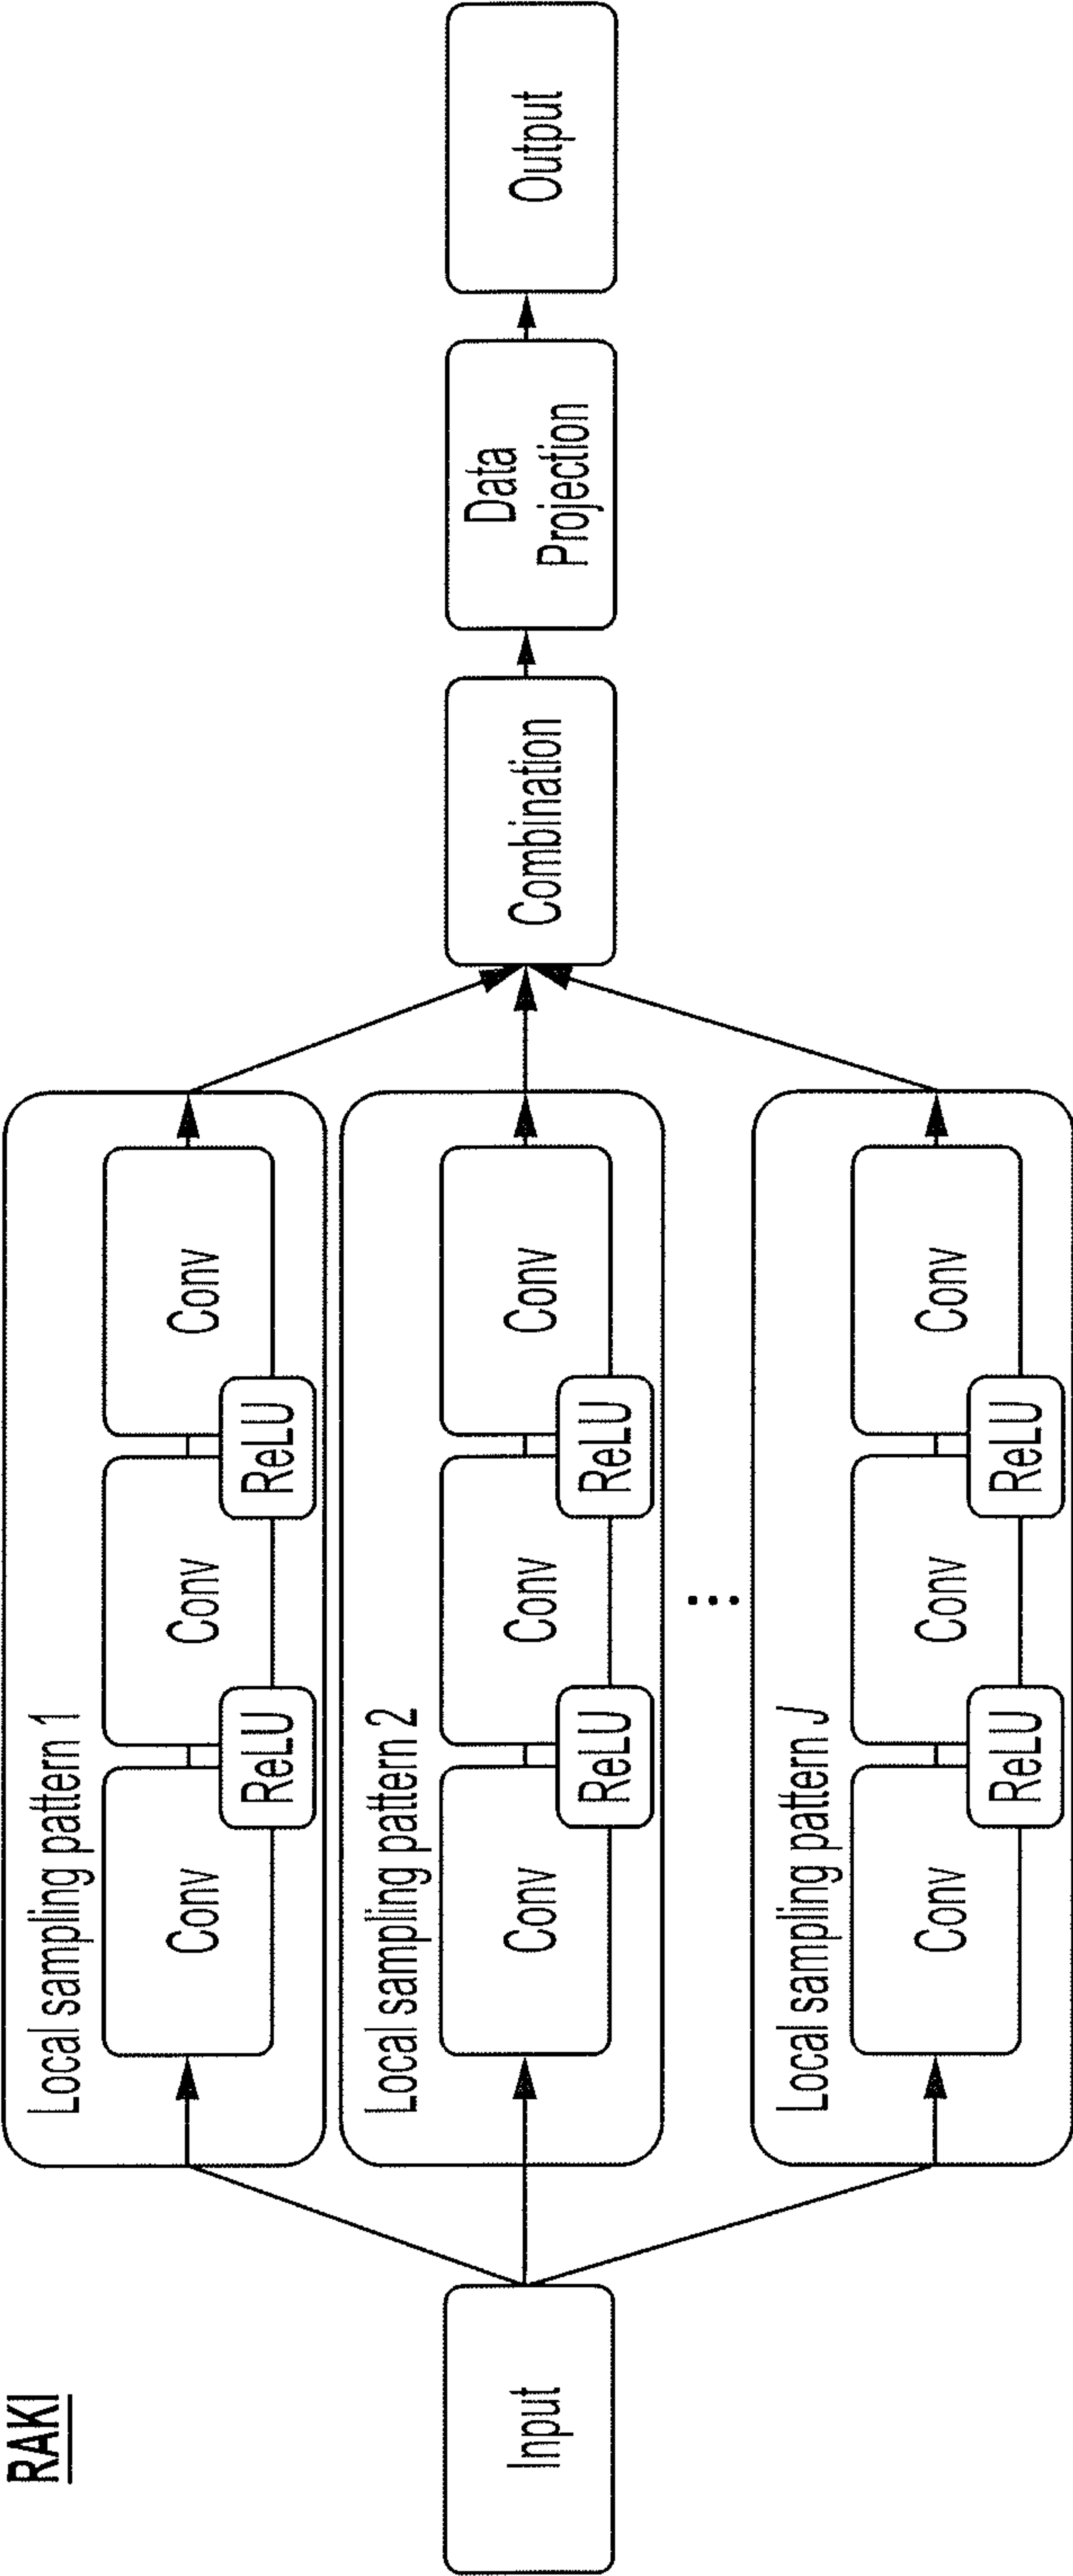 RAKI
Input
Local sampling pattern 1
Conv
ReLU
Conv
ReLU
Conv
Local sampling pattern 2
Conv
ReLU
Conv
ReLU
Conv
...
Local sampling pattern J
Conv
ReLU
Conv
ReLU
Conv
Combination
Data
Projection
Output